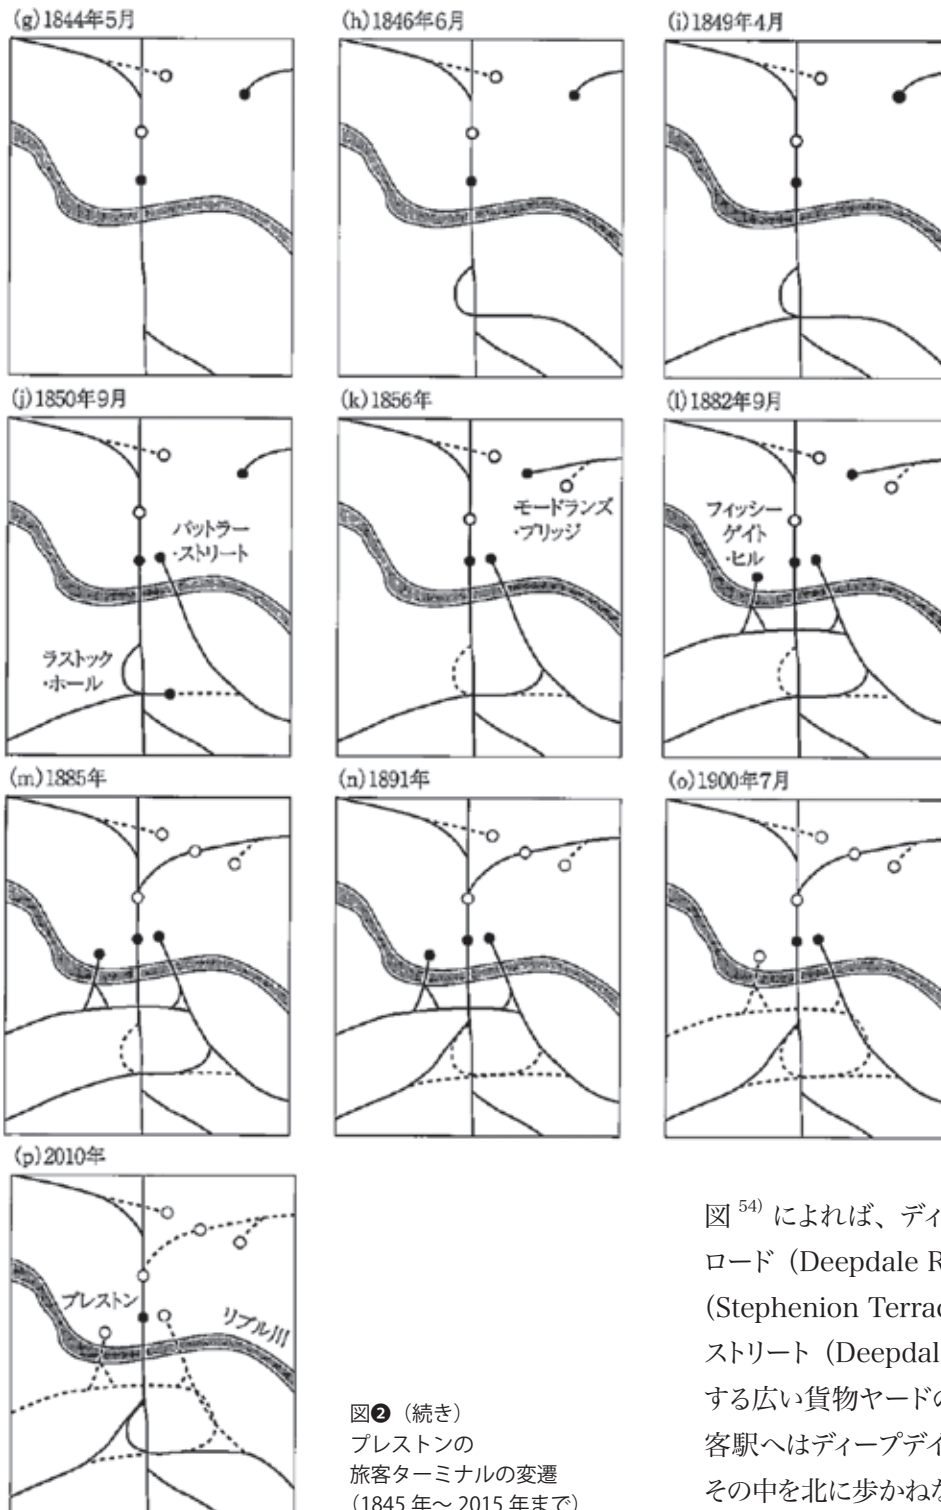 (g)1844年5月
(h)1846年6月
(i)1849年4月
(j)1850年9月
バットラー
・ストリート
ラストック
・ホール
(k)1856年
モードランズ
・ブリッジ
(l)1882年9月
フィッシー
ゲイト
・ヒル
(m)1885年
(n)1891年
(o)1900年7月
(p)2010年
プレストン
リブル川
図❷（続き）
プレストンの
旅客ターミナルの変遷
（1845年～2015年まで）
図 54) によれば、ディ
ロード（Deepdale R
（Stephenion Terrac
ストリート（Deepdal
する広い貨物ヤードの
客駅へはディープデイ
その中を北に歩かねな